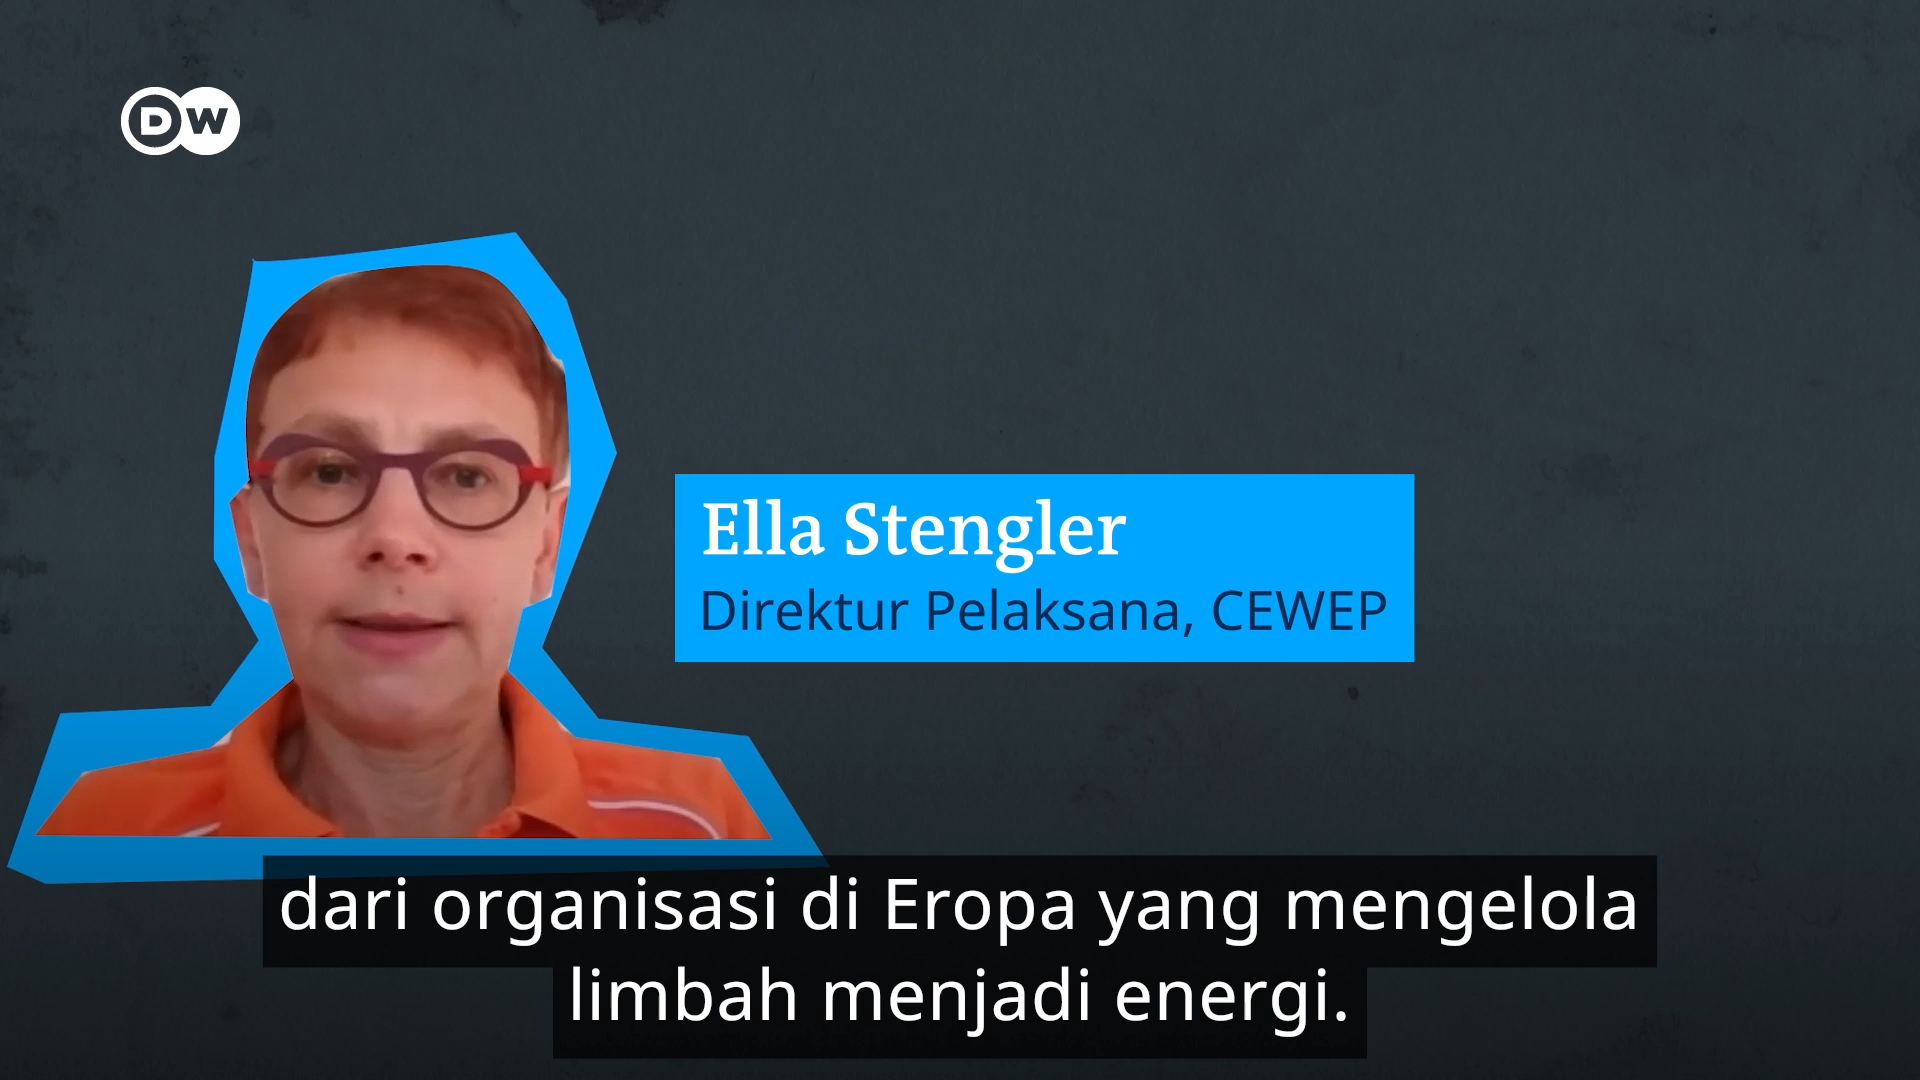 DW
Ella Stengler
Direktur Pelaksana, CEWEP
dari organisasi di Eropa yang mengelola
limbah menjadi energi.